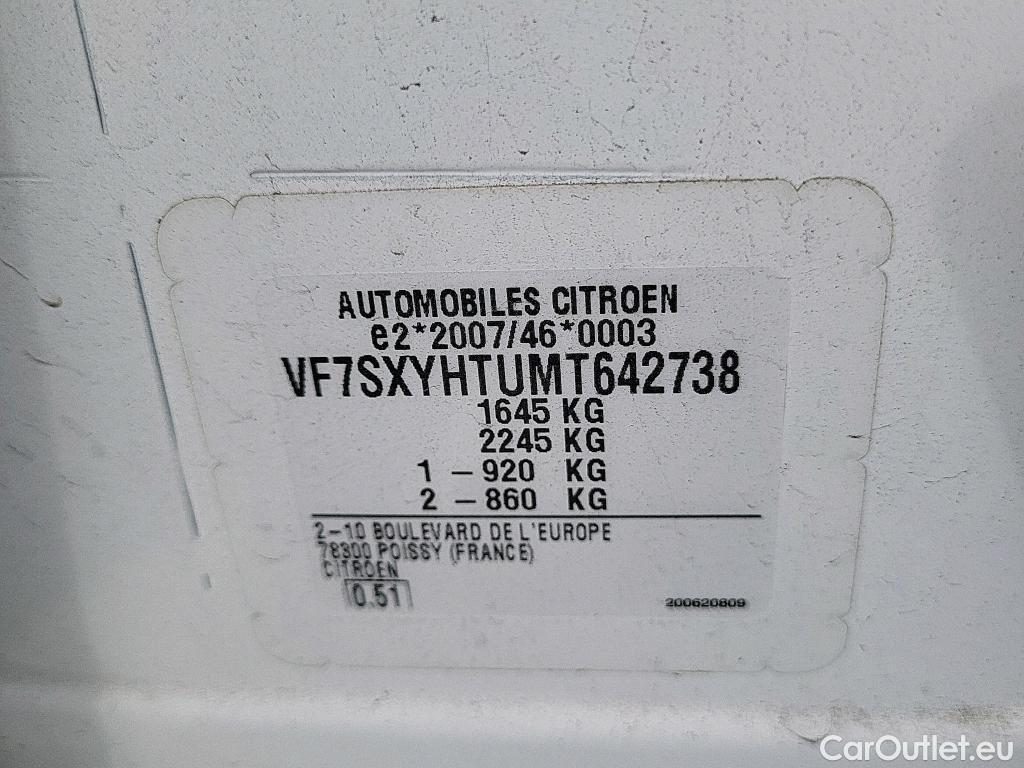 AUTOMOBILES CITROEN
e2*2007/46*0003
VF7SXYHTUMT642738
1645 KG
2245 KG
1 – 920 KG
2 – 860 KG
2-10 BOULEVARD DE L'EUROPE
78300 POISSY (FRANCE)
CITROEN
0.51
200620809
CarOutlet.eu